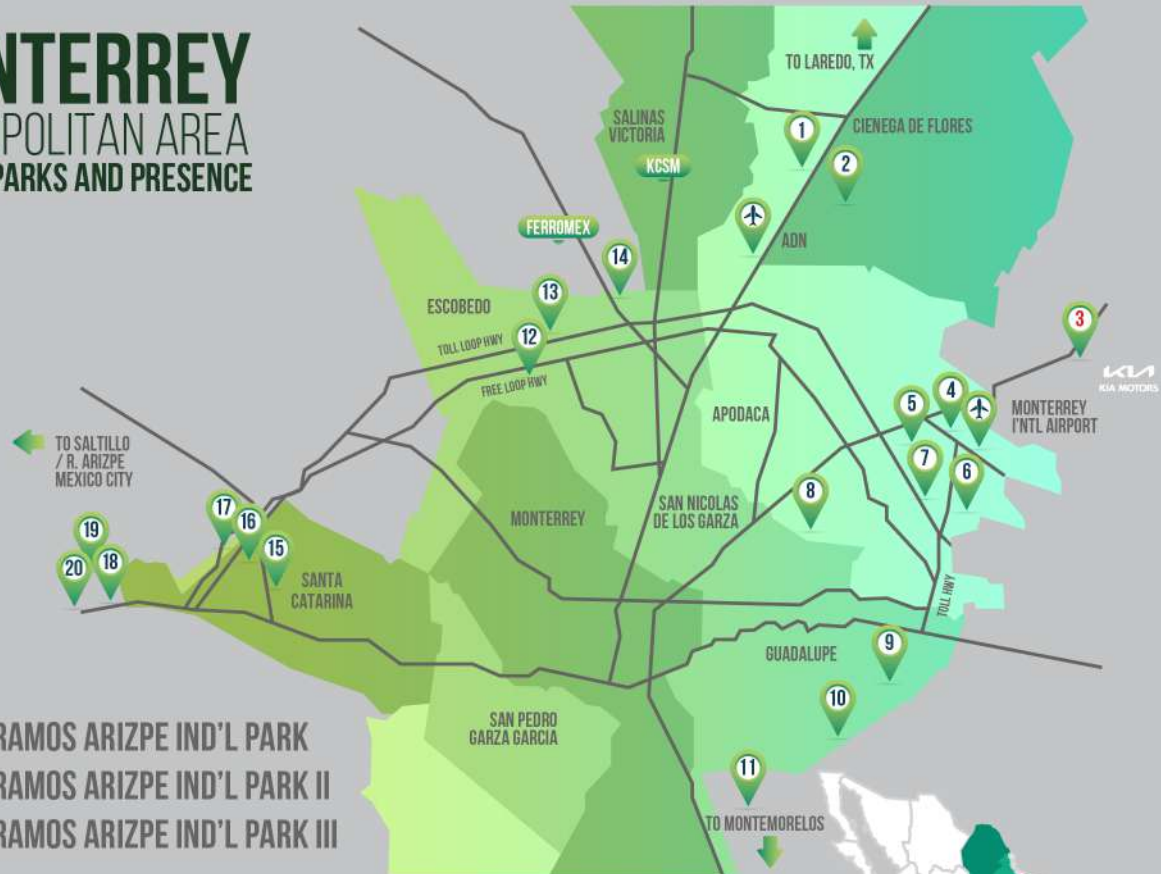 NTERREY
POLITAN AREA
PARKS AND PRESENCE
TO LAREDO, TX
SALINAS
VICTORIA
CIENEGA DE FLORES
1
2
KCSM
FERROMEX
ADN
14
13
ESCOBEDO
12
TOLL LOOP HWY
FREE LOOP HWY
3
KIA
KIA MOTORS
4
5
MONTERREY
I'NTL AIRPORT
APODACA
7
6
8
TO SALTILLO
/ R. ARIZPE
MEXICO CITY
SAN NICOLAS
DE LOS GARZA
MONTERREY
17
16
15
19
20
18
SANTA
CATARINA
TOLL HWY
GUADALUPE
9
10
SAN PEDRO
GARZA GARCIA
11
TO MONTEMORELOS
RAMOS ARIZPE IND'L PARK
RAMOS ARIZPE IND'L PARK II
RAMOS ARIZPE IND'L PARK III